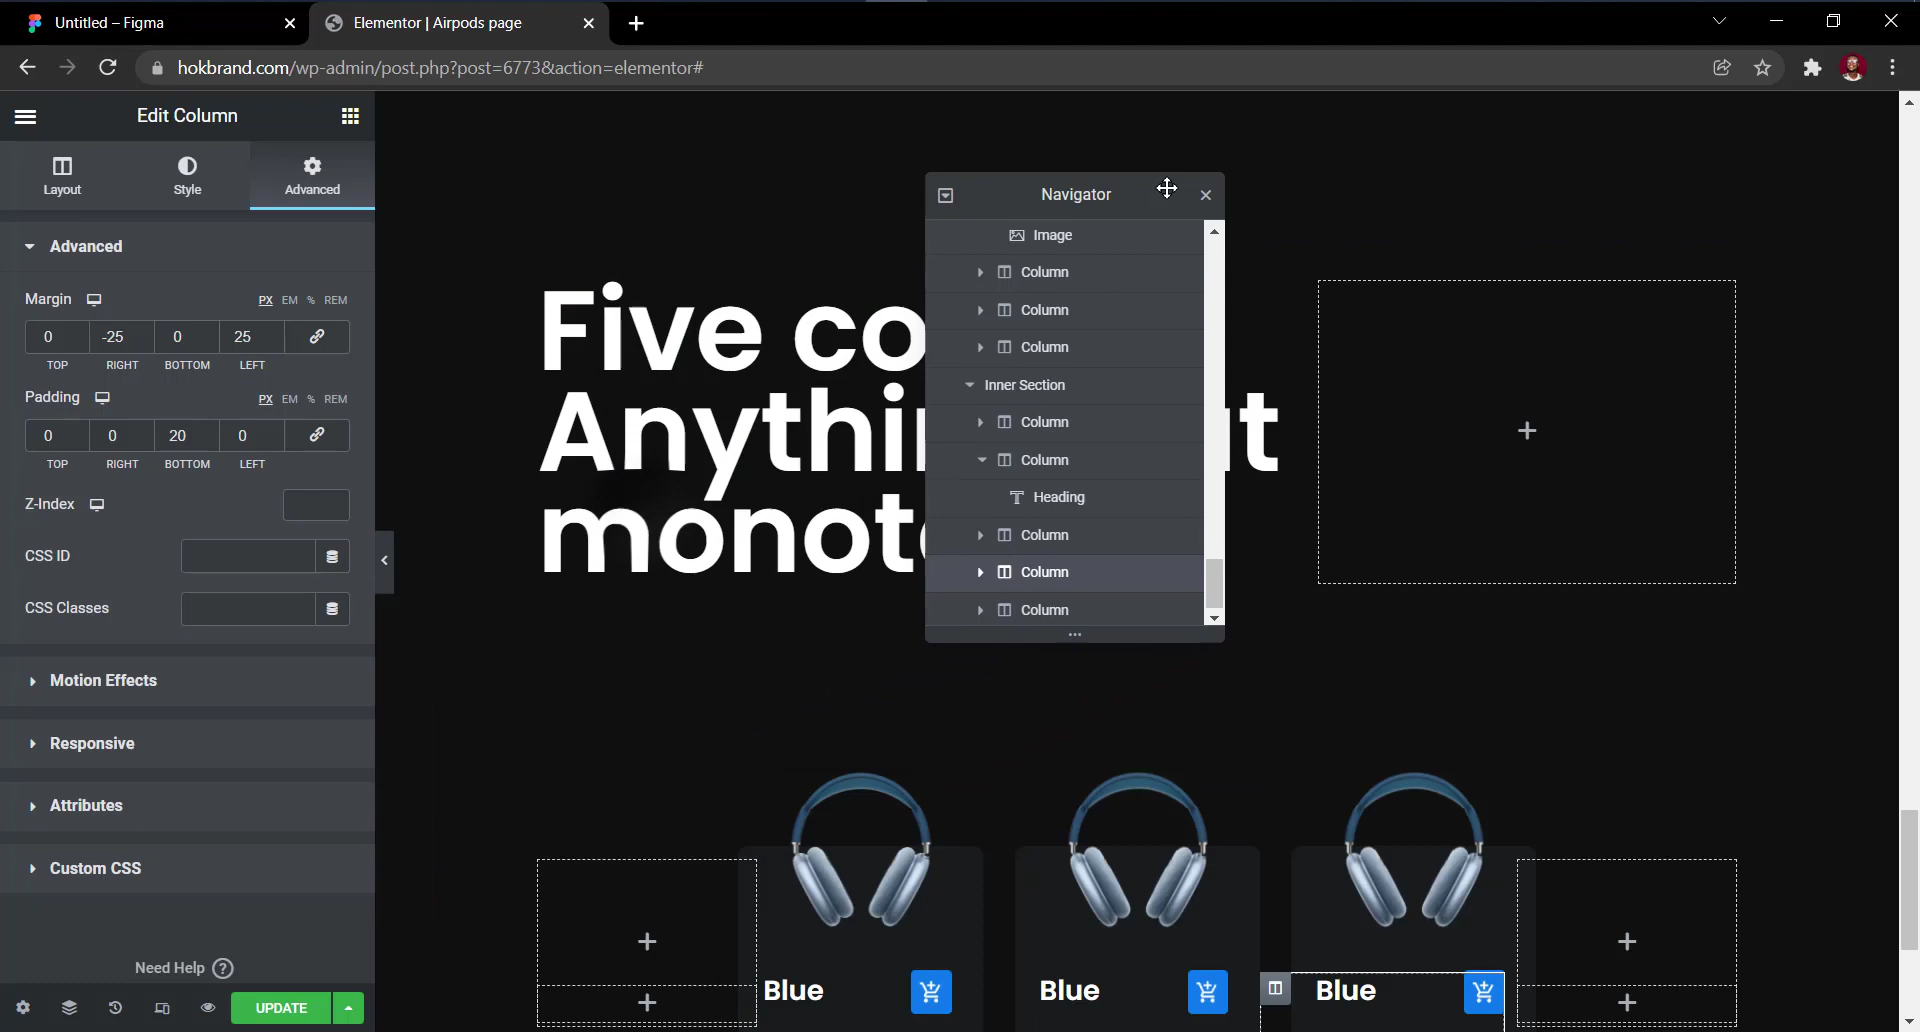 Untitled – Figma
Elementor | Airpods page
hokbrand.com/wp-admin/post.php?post=6773&action=elementor#
Edit Column
Layout
Style
Advanced
Advanced
Margin
PX EM % REM
0 -25 0 25
TOP RIGHT BOTTOM LEFT
Padding
PX EM % REM
0 0 20 0
TOP RIGHT BOTTOM LEFT
Z-Index
CSS ID
CSS Classes
Motion Effects
Responsive
Attributes
Custom CSS
Need Help ?
UPDATE
Navigator
Image
Column
Column
Column
Inner Section
Column
Column
Heading
Column
Column
Column
Five co
Anythi
t
monot
Blue
Blue
Blue